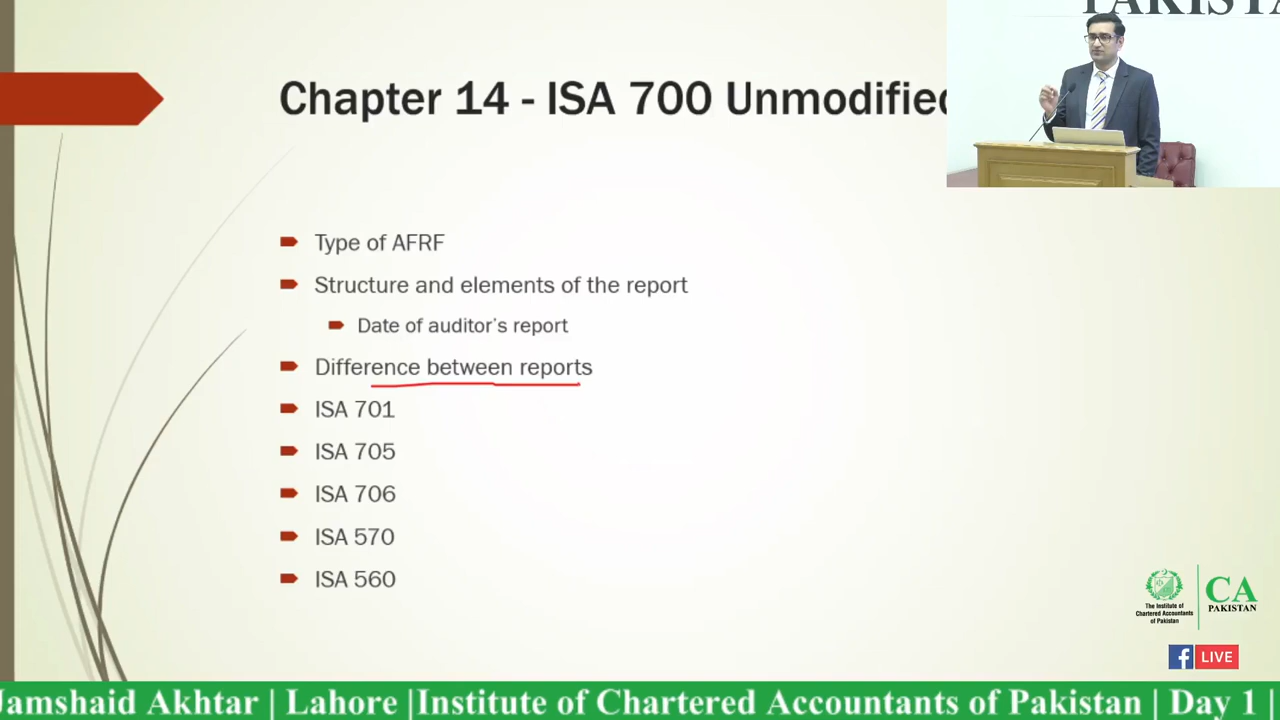 PAKISTA
Chapter 14 - ISA 700 Unmodified
Type of AFRF
Structure and elements of the report
Date of auditor's report
Difference between reports
ISA 701
ISA 705
ISA 706
ISA 570
ISA 560
The Institute of
Chartered Accountants
of Pakistan
CA
PAKISTAN
f LIVE
Jamshaid Akhtar | Lahore |Institute of Chartered Accountants of Pakistan | Day 1 |